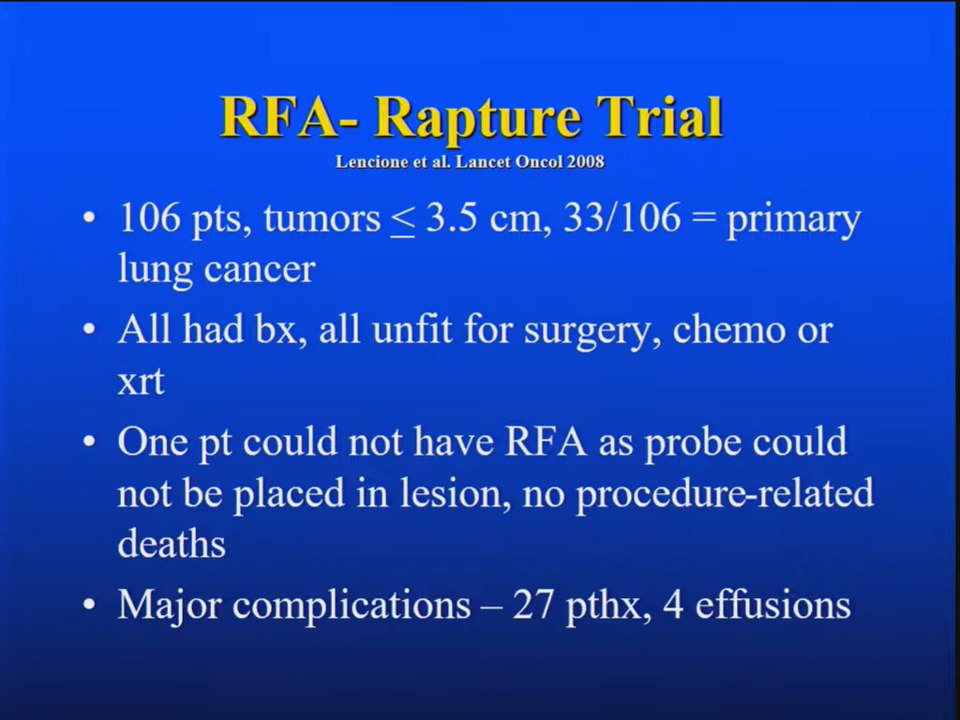 RFA- Rapture Trial
Lencione et al. Lancet Oncol 2008
• 106 pts, tumors ≤ 3.5 cm, 33/106 = primary
lung cancer
• All had bx, all unfit for surgery, chemo or
xrt
• One pt could not have RFA as probe could
not be placed in lesion, no procedure-related
deaths
• Major complications – 27 pthx, 4 effusions